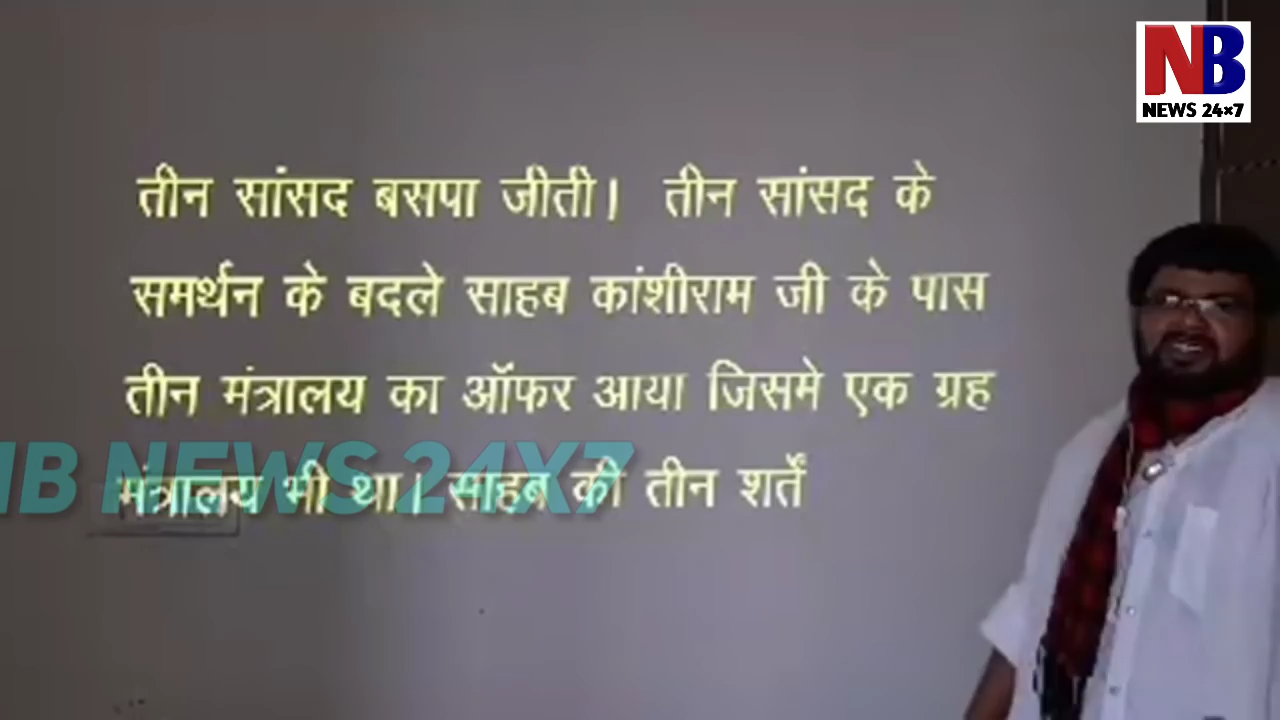 NB
NEWS 24×7
तीन सांसद बसपा जीती। तीन सांसद के
समर्थन के बदले साहब कांशीराम जी के पास
तीन मंत्रालय का ऑफर आया जिसमे एक ग्रह
मंत्रालय भी था। साहब की तीन शर्तें
NB NEWS 24X7